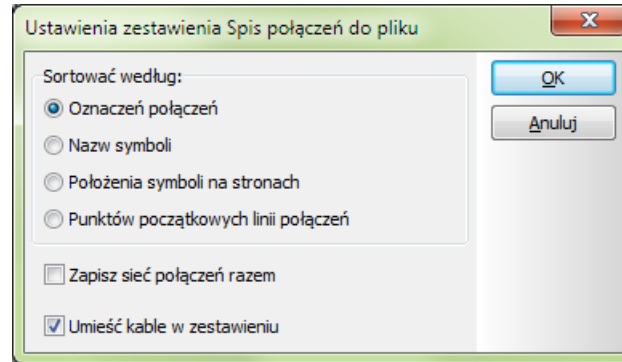 Ustawienia zestawienia Spis połączeń do pliku
Sortować według:
Oznaczeń połączeń
Nazw symboli
Położenia symboli na stronach
Punktów początkowych linii połączeń
Zapisz sieć połączeń razem
Umieść kable w zestawieniu
OK
Anuluj